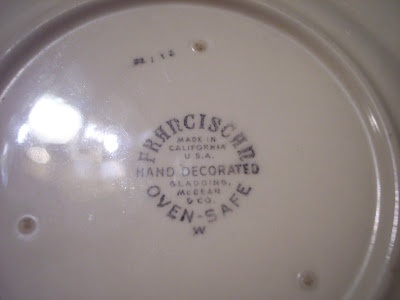 FRANCISCAN
MADE IN
CALIFORNIA
U.S.A.
HAND DECORATED
GLADDING,
McBEAN
& CO.
OVEN-SAFE
W